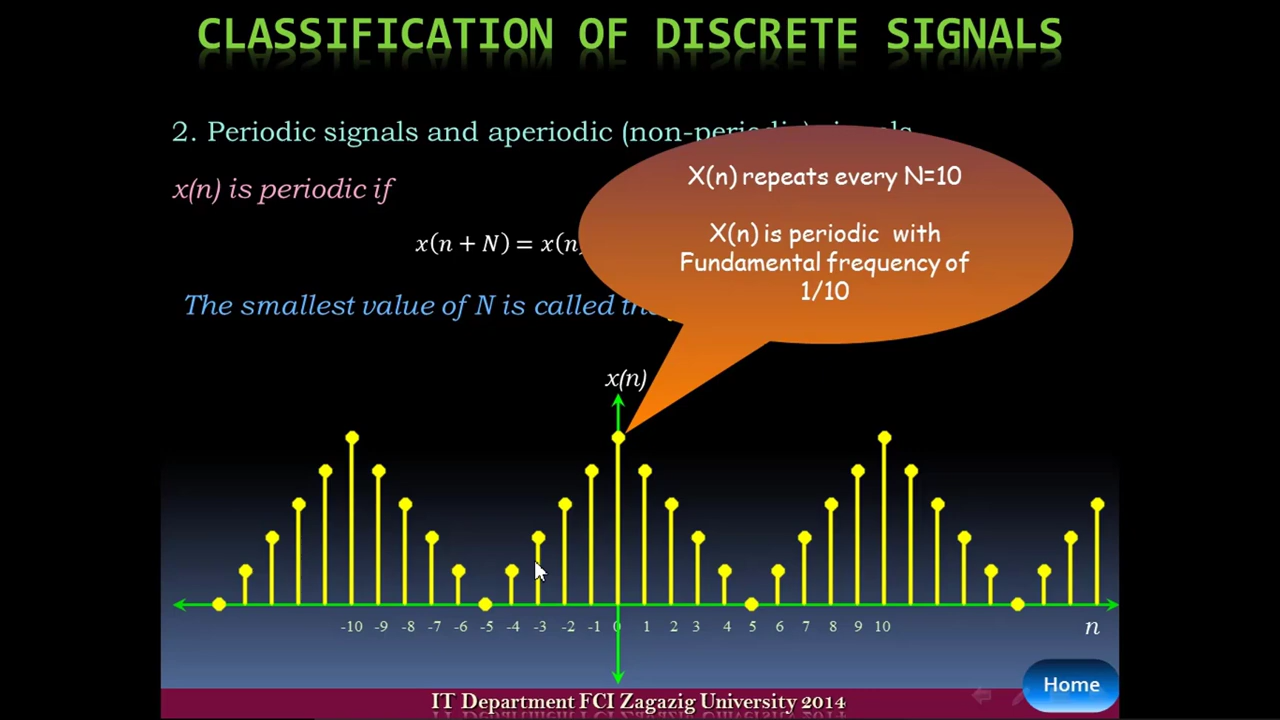 CLASSIFICATION OF DISCRETE SIGNALS
2. Periodic signals and aperiodic (non-periodic) signals
X(n) repeats every N=10
x(n) is periodic if
X(n) is periodic with
x(n + N) = x(n)
Fundamental frequency of
1/10
The smallest value of N is called the
x(n)
-10 -9 -8 -7 -6 -5 -4 -3 -2 -1 0 1 2 3 4 5 6 7 8 9 10 n
Home
IT Department FCI Zagazig University 2014